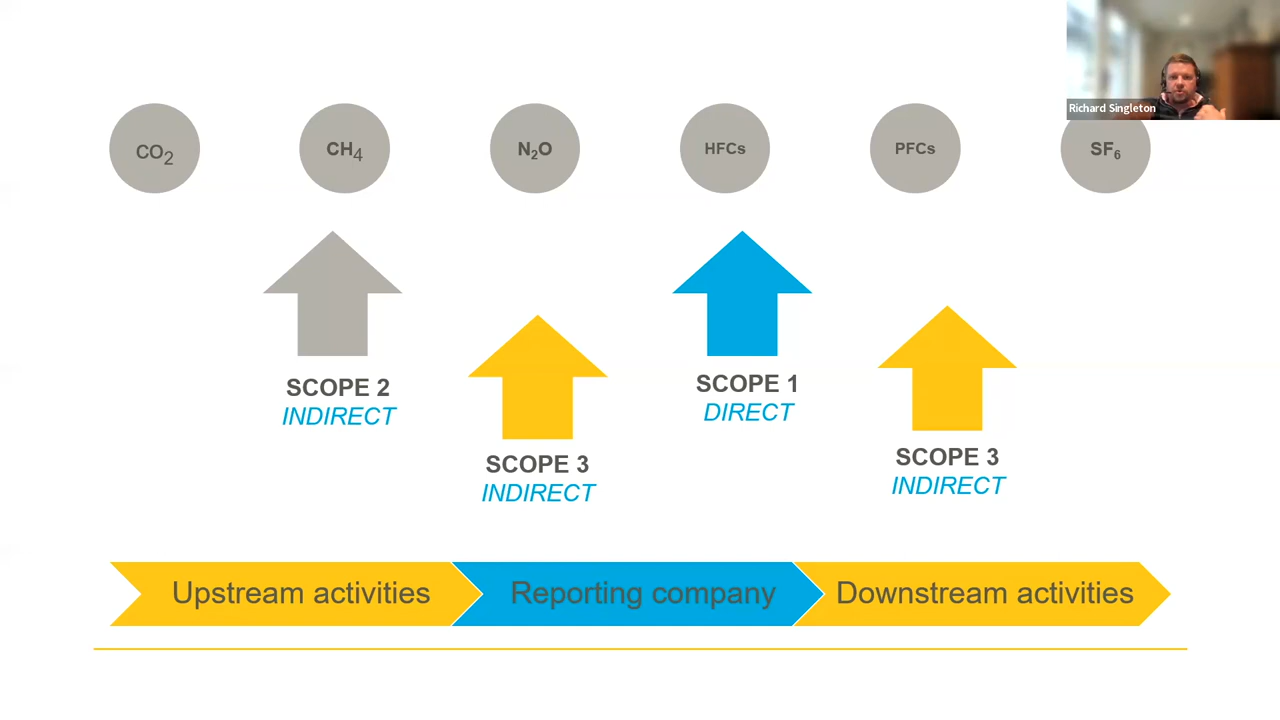 Richard Singleton
CO₂
CH₄
N₂O
HFCs
PFCs
SF₆
SCOPE 2
INDIRECT
SCOPE 3
INDIRECT
SCOPE 1
DIRECT
SCOPE 3
INDIRECT
Upstream activities
Reporting company
Downstream activities